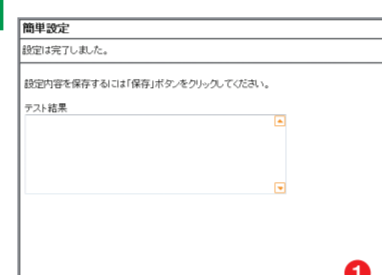 簡単設定
設定は完了しました。
設定内容を保存するには「保存」ボタンをクリックしてください。
テスト結果
1